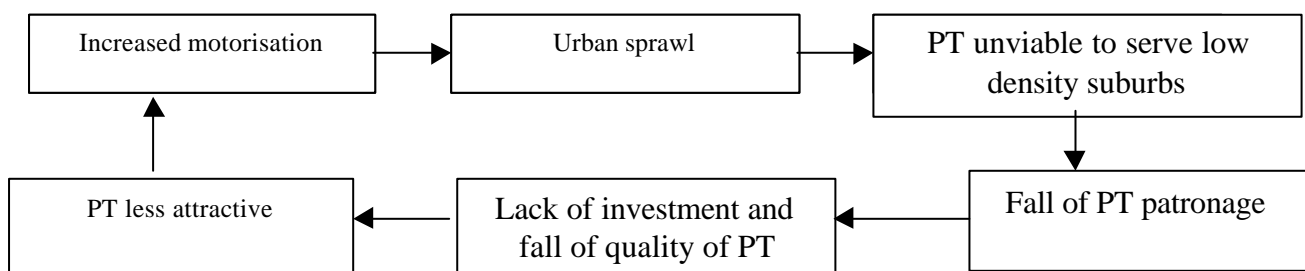 Increased motorisation
Urban sprawl
PT unviable to serve low
density suburbs
PT less attractive
Lack of investment and
fall of quality of PT
Fall of PT patronage